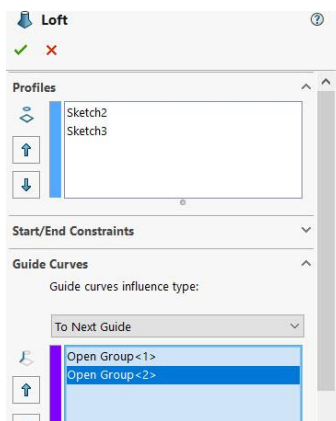 Loft
Profiles
Sketch2
Sketch3
Start/End Constraints
Guide Curves
Guide curves influence type:
To Next Guide
Open Group<1>
Open Group<2>